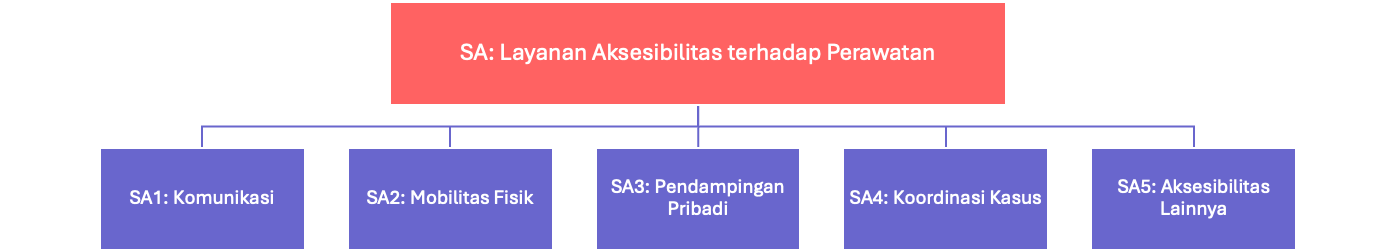 SA: Layanan Aksesibilitas terhadap Perawatan
SA1: Komunikasi
SA2: Mobilitas Fisik
SA3: Pendampingan
Pribadi
SA4: Koordinasi Kasus
SA5: Aksesibilitas
Lainnya